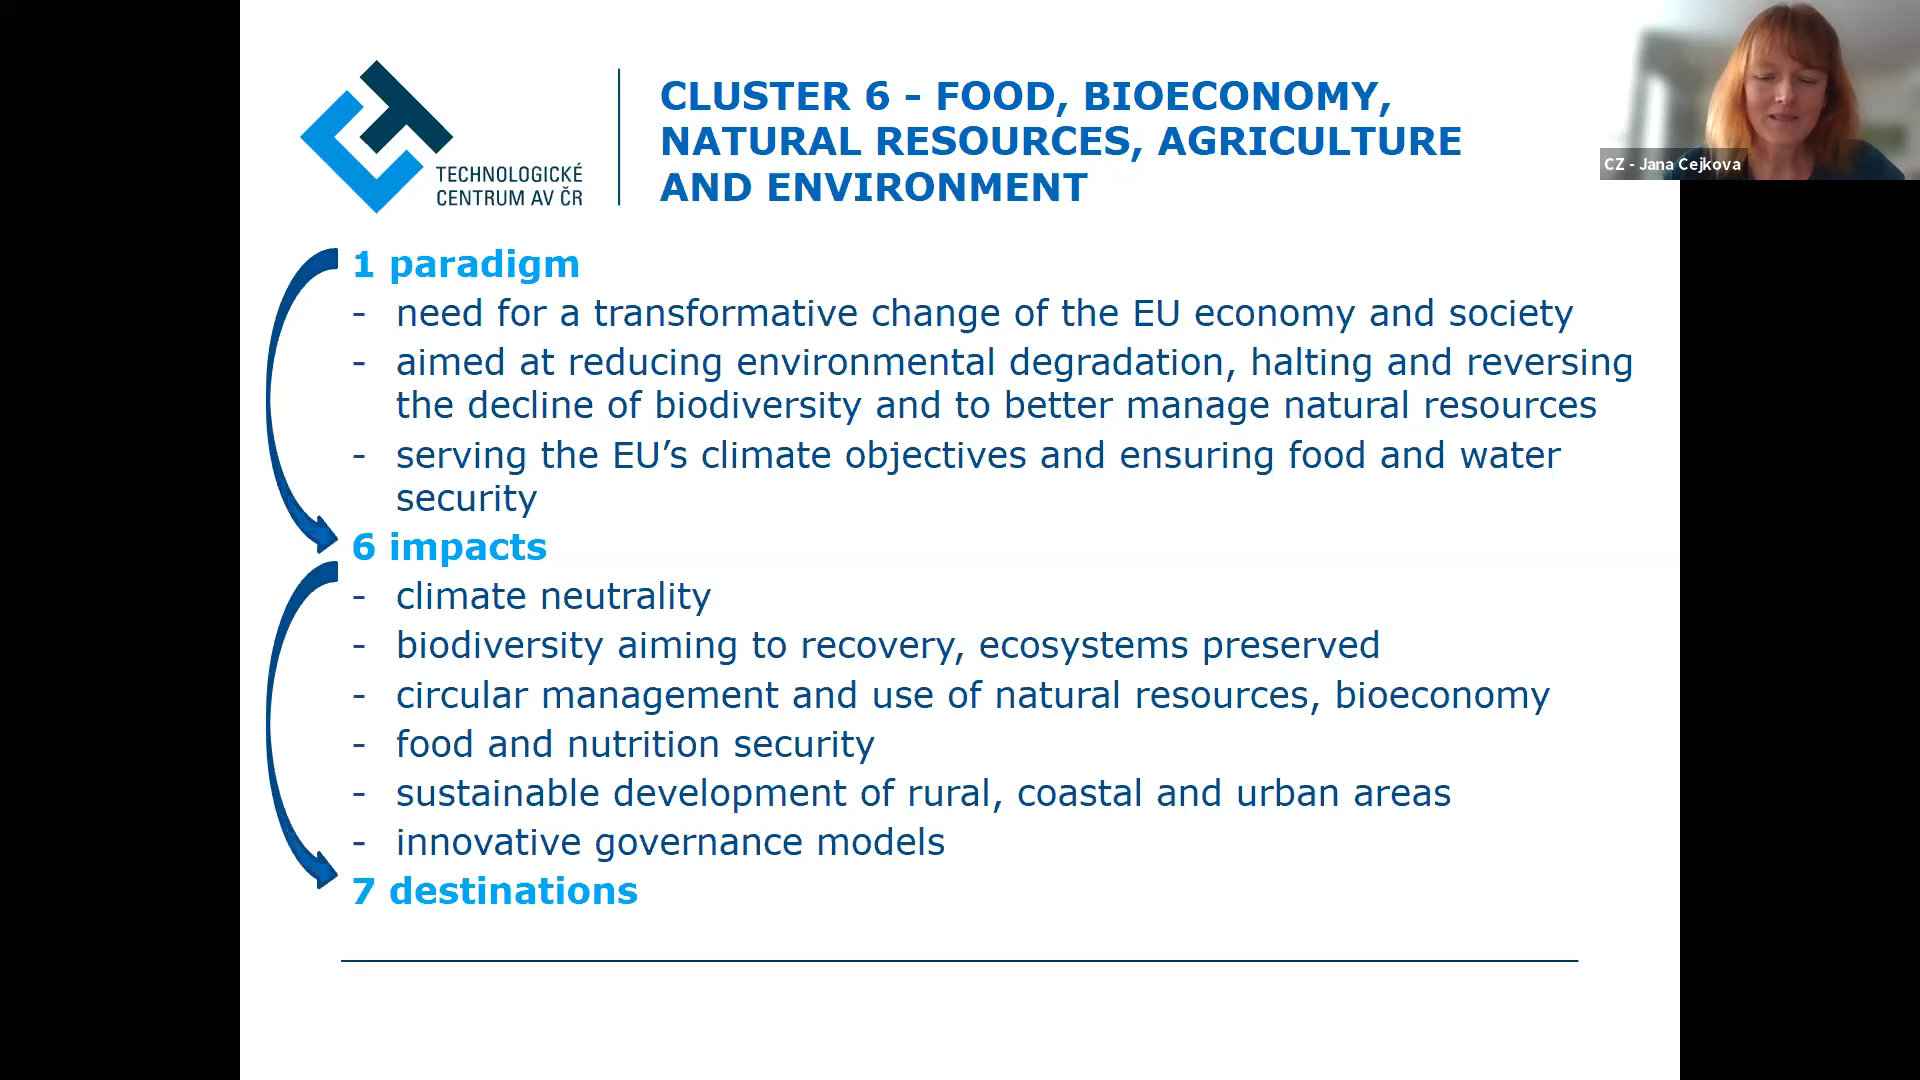 TECHNOLOGICKÉ
CENTRUM AV ČR
CLUSTER 6 - FOOD, BIOECONOMY,
NATURAL RESOURCES, AGRICULTURE
AND ENVIRONMENT
CZ - Jana Cejkova
1 paradigm
- need for a transformative change of the EU economy and society
- aimed at reducing environmental degradation, halting and reversing
the decline of biodiversity and to better manage natural resources
- serving the EU’s climate objectives and ensuring food and water
security
6 impacts
- climate neutrality
- biodiversity aiming to recovery, ecosystems preserved
- circular management and use of natural resources, bioeconomy
- food and nutrition security
- sustainable development of rural, coastal and urban areas
- innovative governance models
7 destinations